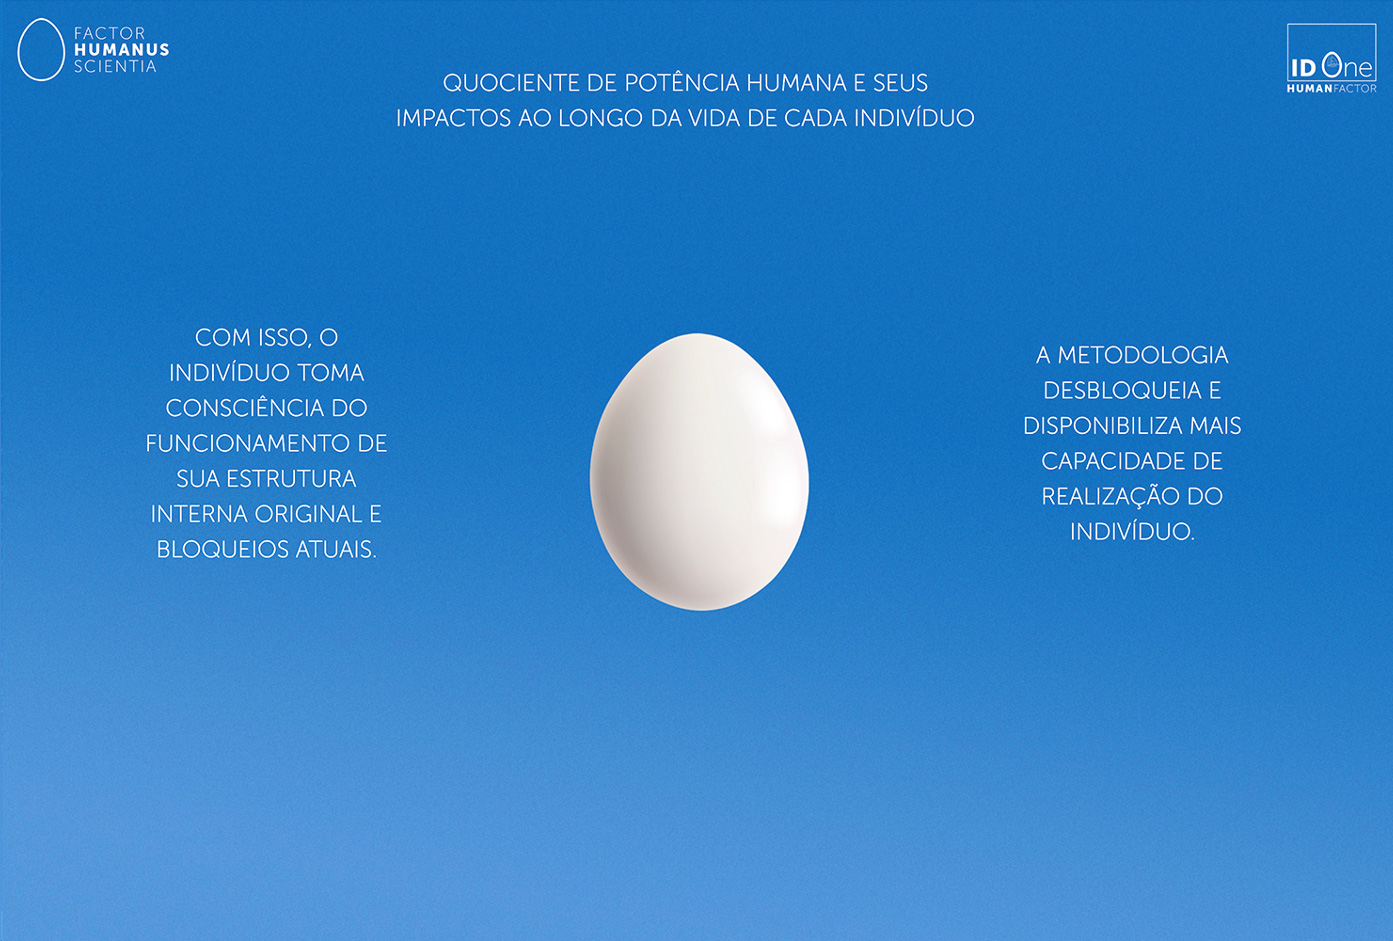 FACTOR
HUMANUS
SCIENTIA
QUOCIENTE DE POTÊNCIA HUMANA E SEUS
IMPACTOS AO LONGO DA VIDA DE CADA INDIVÍDUO
ID One
HUMANFACTOR
COM ISSO, O
INDIVÍDUO TOMA
CONSCIÊNCIA DO
FUNCIONAMENTO DE
SUA ESTRUTURA
INTERNA ORIGINAL E
BLOQUEIOS ATUAIS.
A METODOLOGIA
DESBLOQUEIA E
DISPONIBILIZA MAIS
CAPACIDADE DE
REALIZAÇÃO DO
INDIVÍDUO.